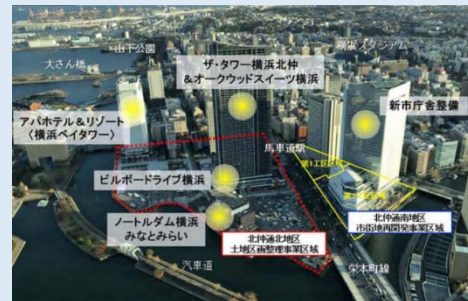 山下公園
横浜スタジアム
大さん橋
ザ・タワー横浜北仲
&オークウッドスイーツ横浜
新市庁舎整備
アパホテル&リゾート
〈横浜ベイタワー〉
馬車道駅
第1工区区域
ビルボードライブ横浜
ノートルダム横浜
みなとみらい
北仲通北地区
土地区画整理事業区域
北仲通南地区
市街地再開発事業区域
汽車道
栄本町線